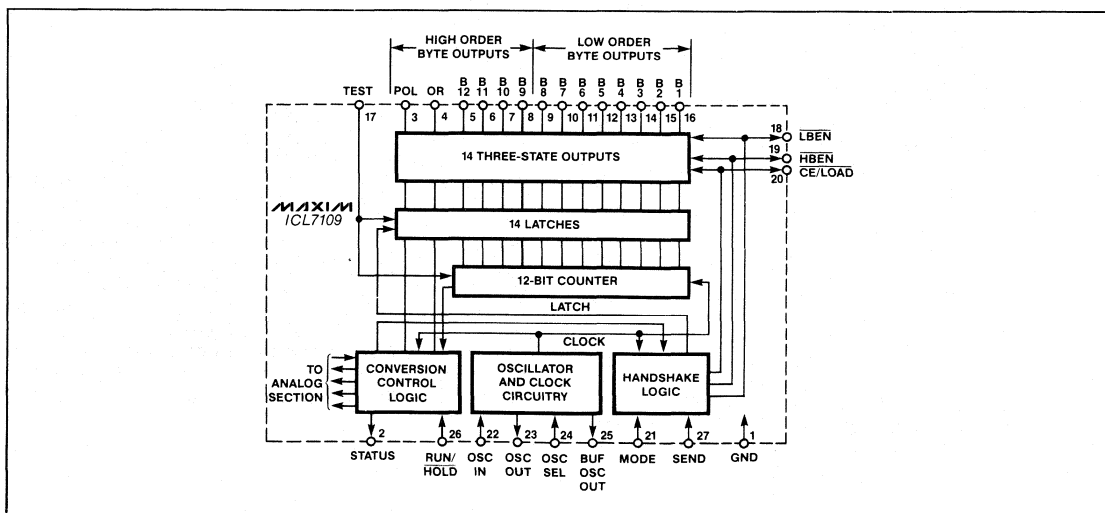 HIGH ORDER
BYTE OUTPUTS
LOW ORDER
BYTE OUTPUTS
TEST
POL
OR
B 12
B 11
B 10
B 9
B 8
B 7
B 6
B 5
B 4
B 3
B 2
B 1
17
3
4
5
6
7
8
9
10
11
12
13
14
15
16
14 THREE-STATE OUTPUTS
18
LBEN
19
HBEN
CE/LOAD
20
MAXIM
ICL7109
14 LATCHES
12-BIT COUNTER
LATCH
CLOCK
TO
ANALOG
SECTION
CONVERSION
CONTROL
LOGIC
OSCILLATOR
AND CLOCK
CIRCUITRY
HANDSHAKE
LOGIC
2
26
22
23
24
25
21
27
1
STATUS
RUN/
HOLD
OSC
IN
OSC
OUT
OSC
SEL
BUF
OSC
OUT
MODE
SEND
GND